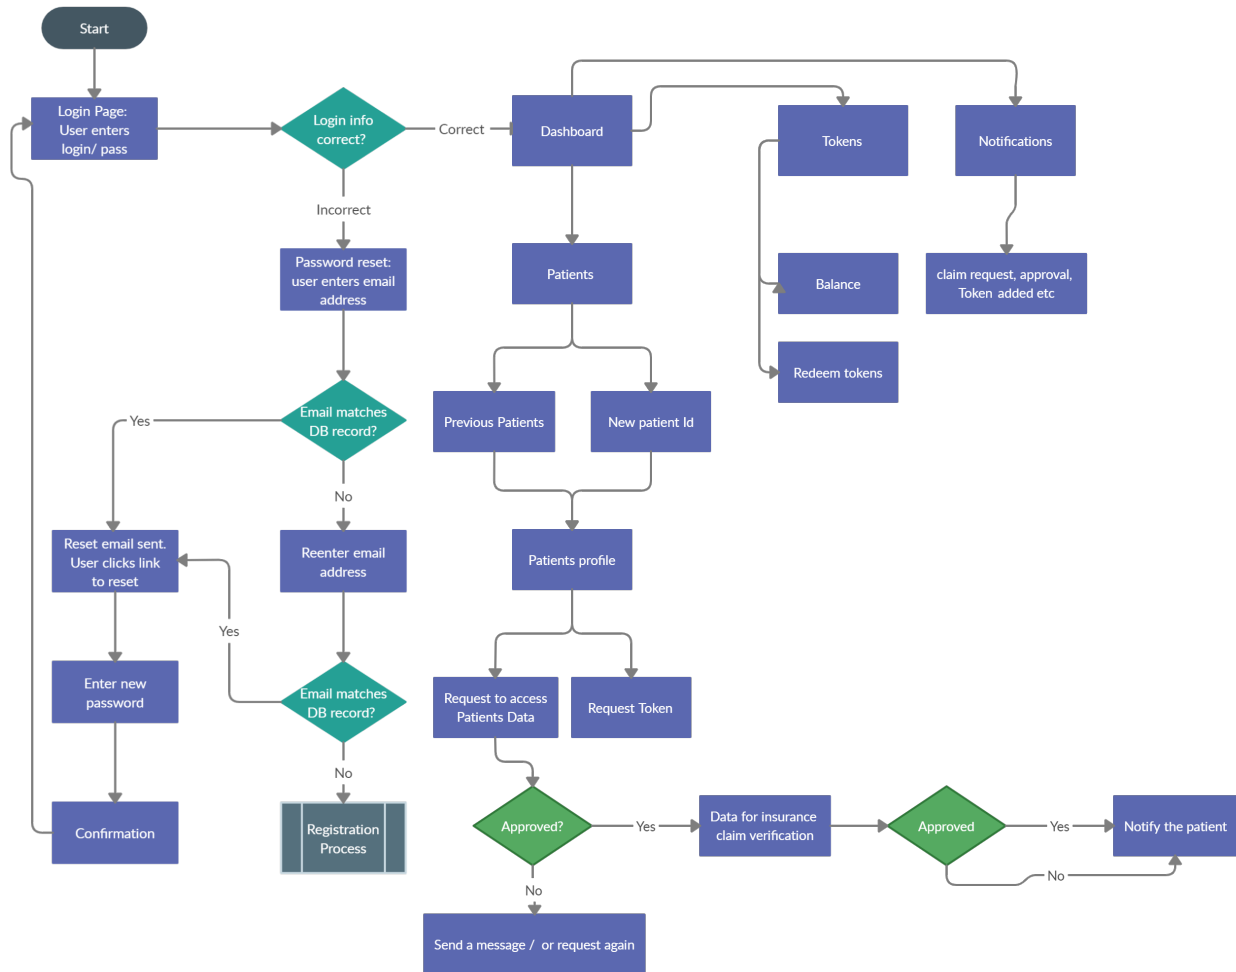 Start
Login Page:
User enters
login/ pass
Login info
correct?
Correct
Dashboard
Tokens
Notifications
Incorrect
Password reset:
user enters email
address
Patients
Balance
claim request, approval,
Token added etc
Redeem tokens
Email matches
DB record?
Yes
Previous Patients
New patient Id
No
Reset email sent.
User clicks link
to reset
Reenter email
address
Patients profile
Yes
Enter new
password
Email matches
DB record?
Request to access
Patients Data
Request Token
No
Confirmation
Registration
Process
Approved?
Yes
Data for insurance
claim verification
Approved
Yes
Notify the patient
No
No
Send a message / or request again